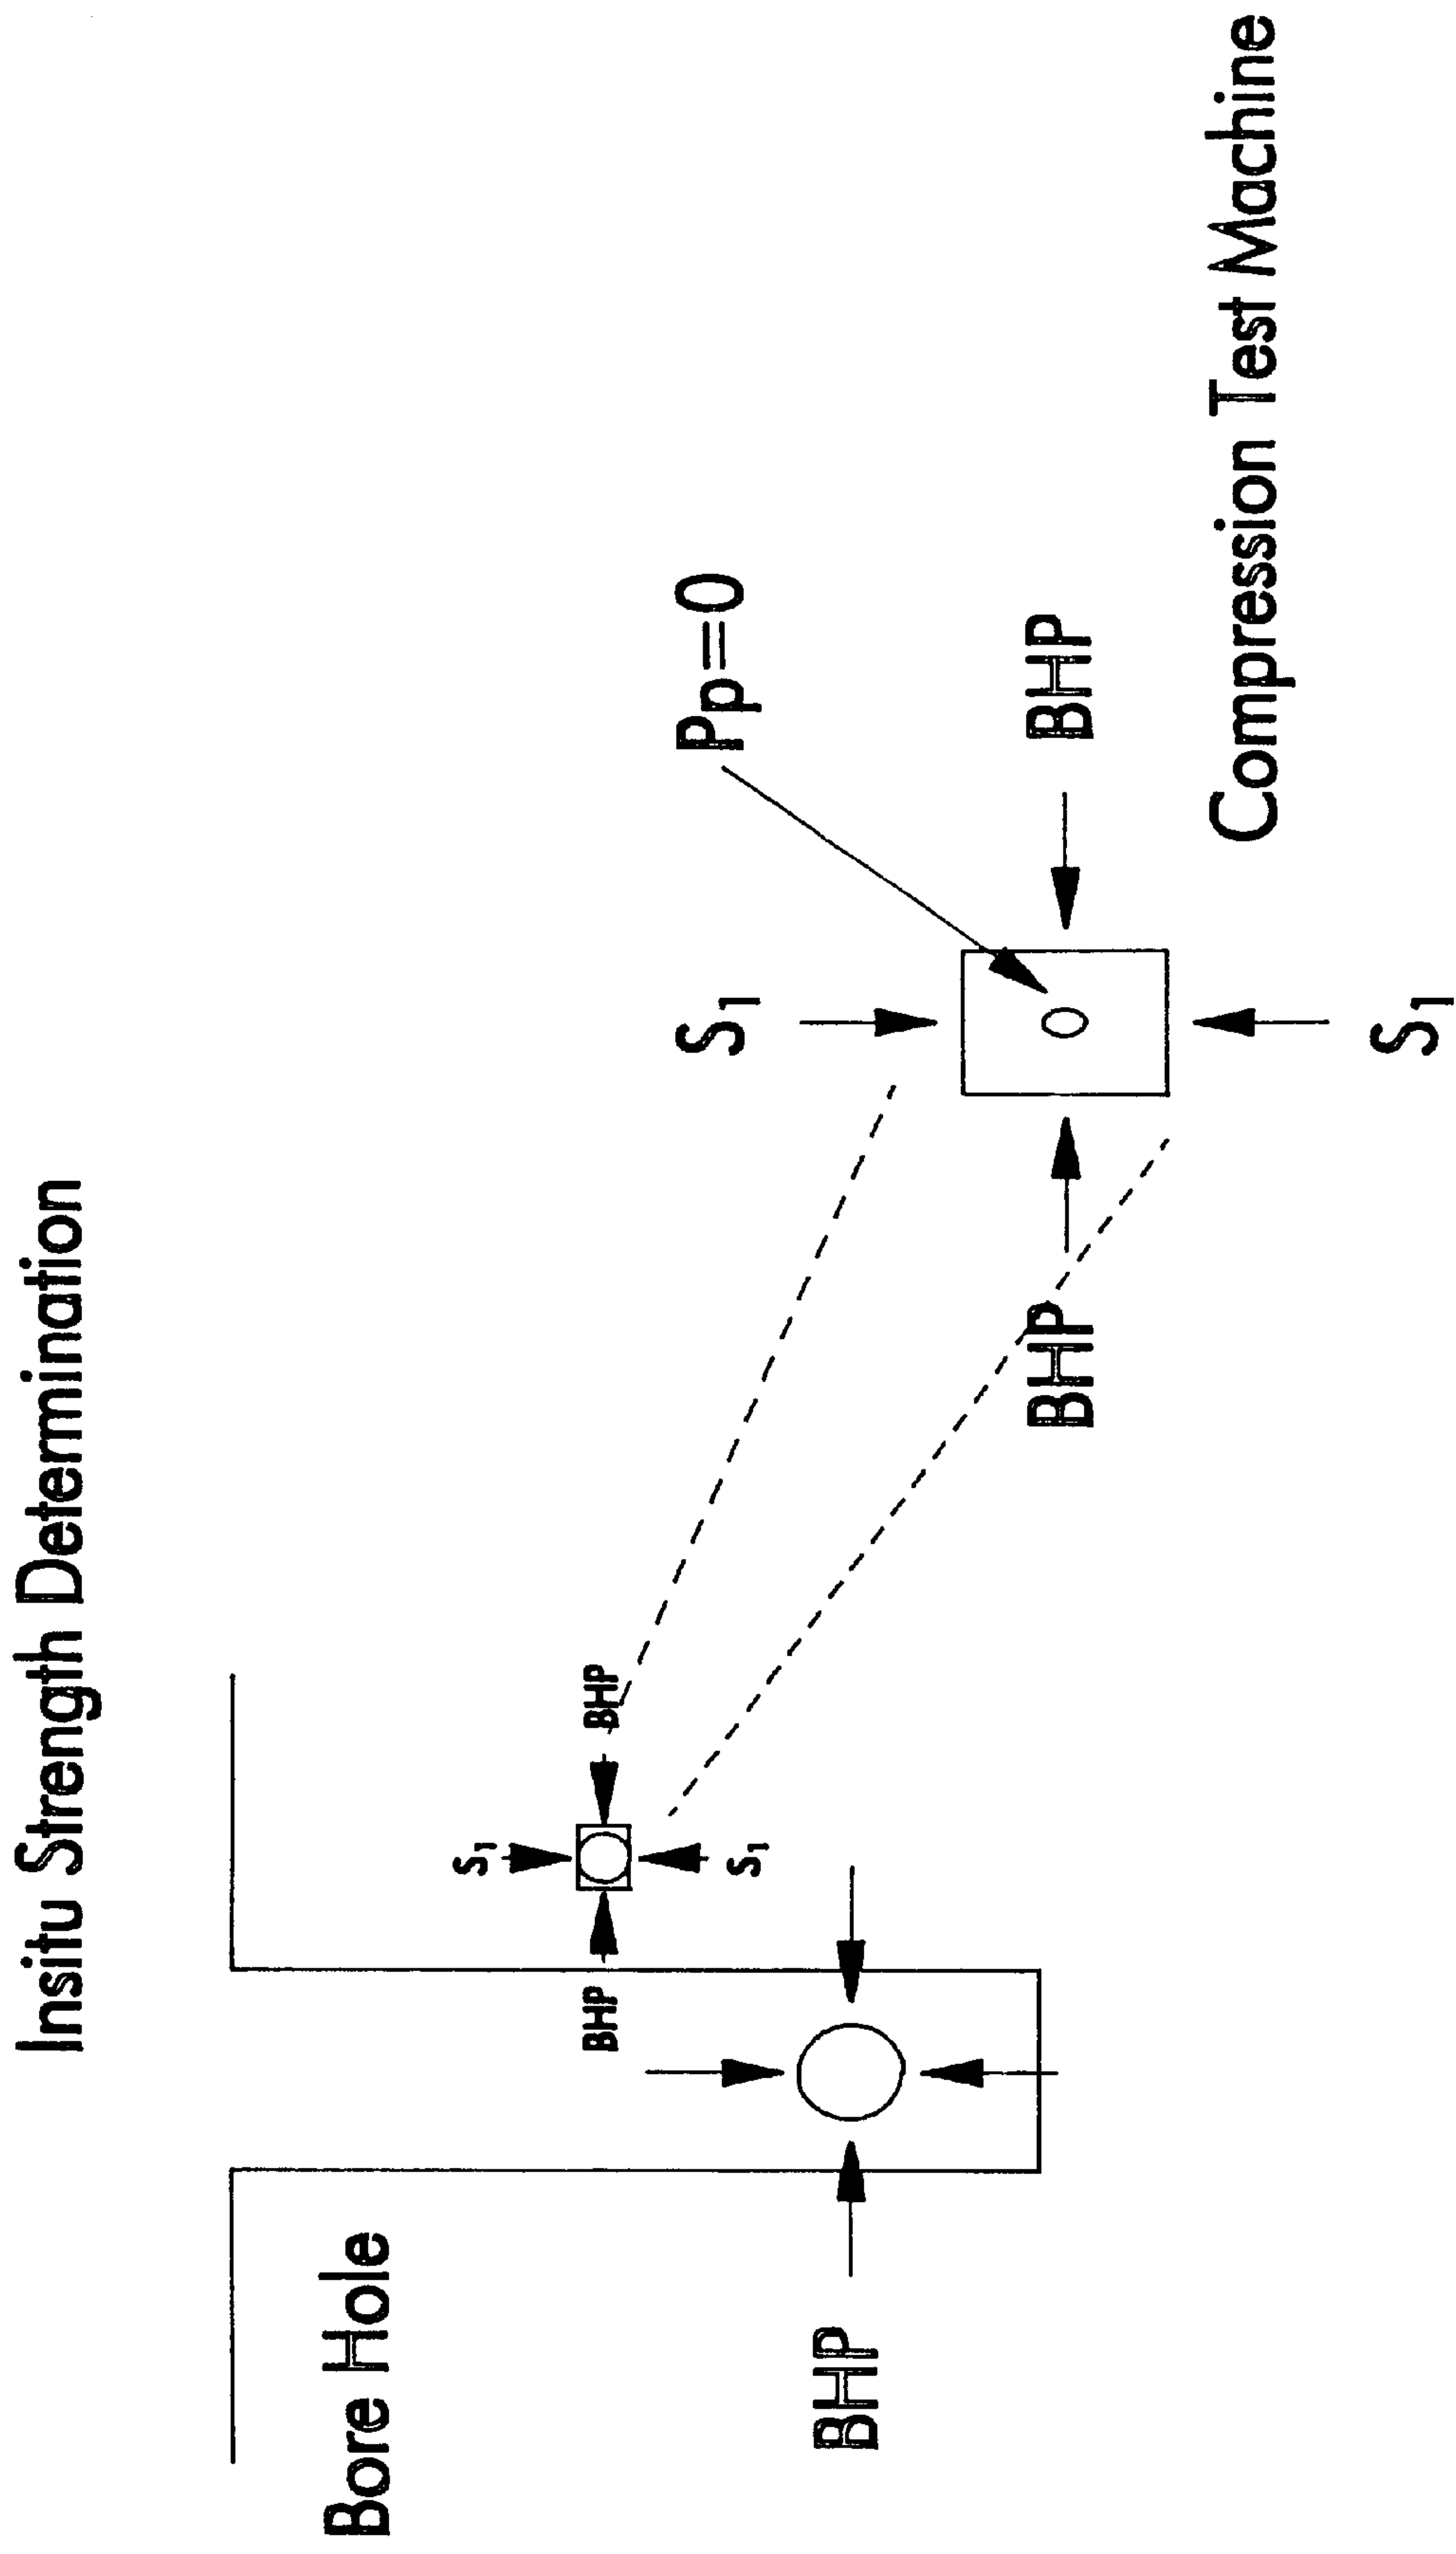 Insitu Strength Determination
Bore Hole
S1
BHP BHP
S1
S1 Pp=0
BHP
BHP BHP
Compression Test Machine
S1